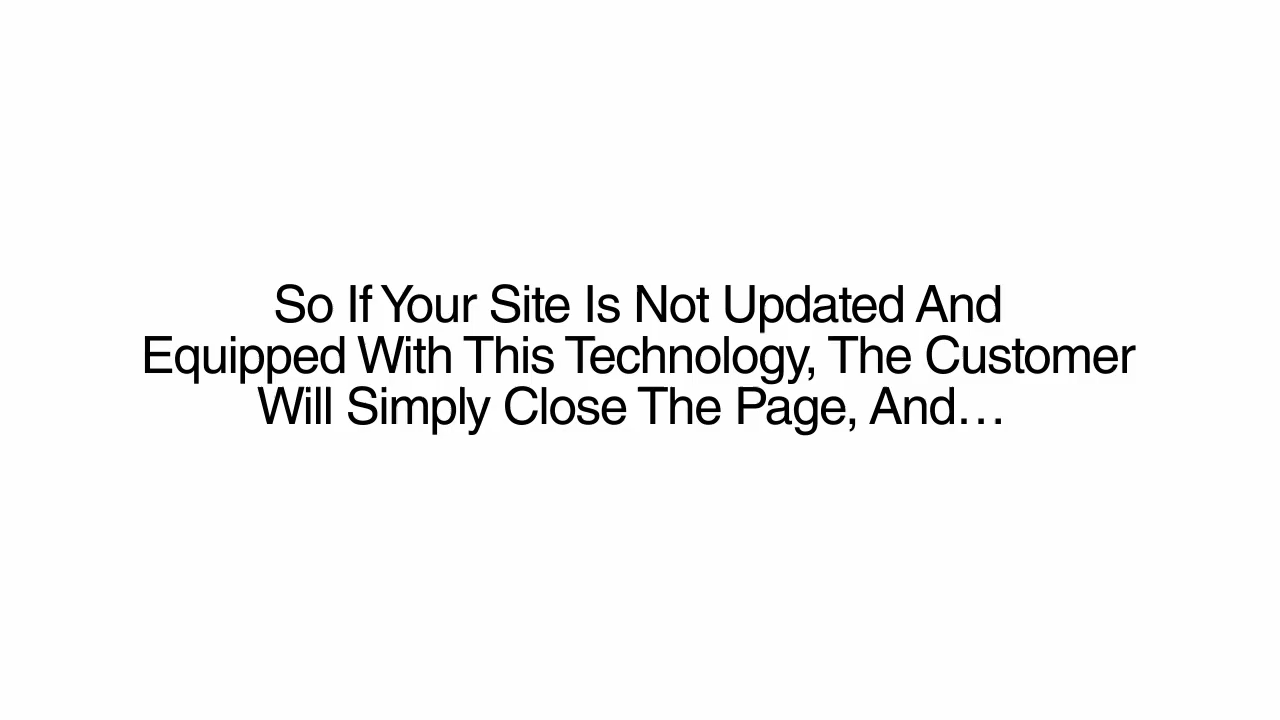 So If Your Site Is Not Updated And
Equipped With This Technology, The Customer
Will Simply Close The Page, And…